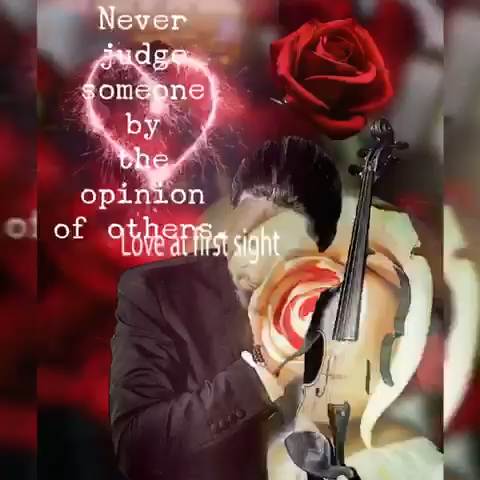 Never
judge
someone
by
the
opinion
of others.
Love at first sight